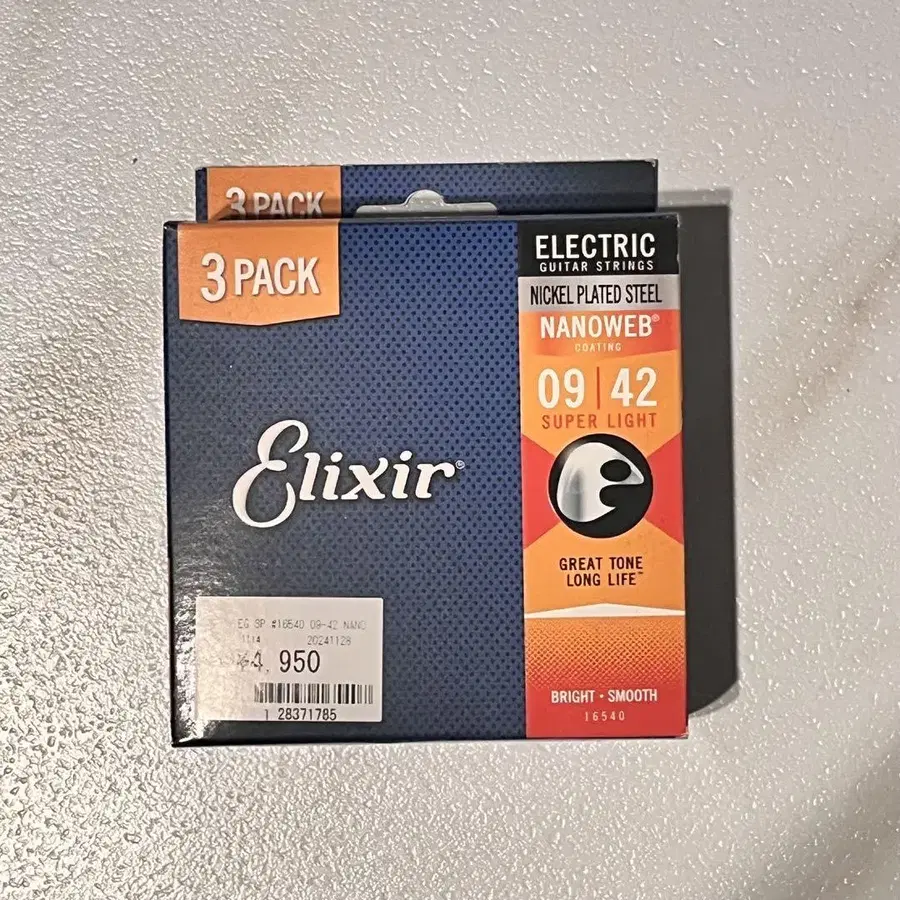 3 PACK
3 PACK
ELECTRIC
GUITAR STRINGS
NICKEL PLATED STEEL
NANOWEB®
COATING
09 | 42
SUPER LIGHT
Elixir®
GREAT TONE
LONG LIFE™
EG 3P #16540 09-42 NANO
20241128
¥4,950
1 28371785
BRIGHT • SMOOTH
16540